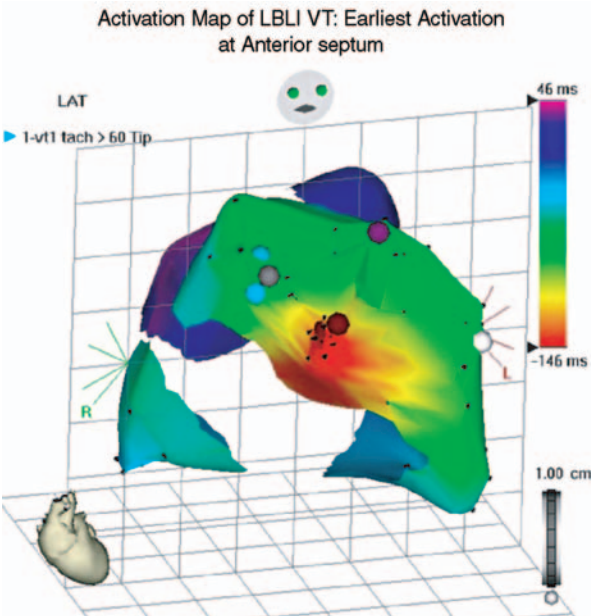 Activation Map of LBLI VT: Earliest Activation
at Anterior septum
LAT
1-vt1 tach > 60 Tip
46 ms
-146 ms
R
L
1.00 cm